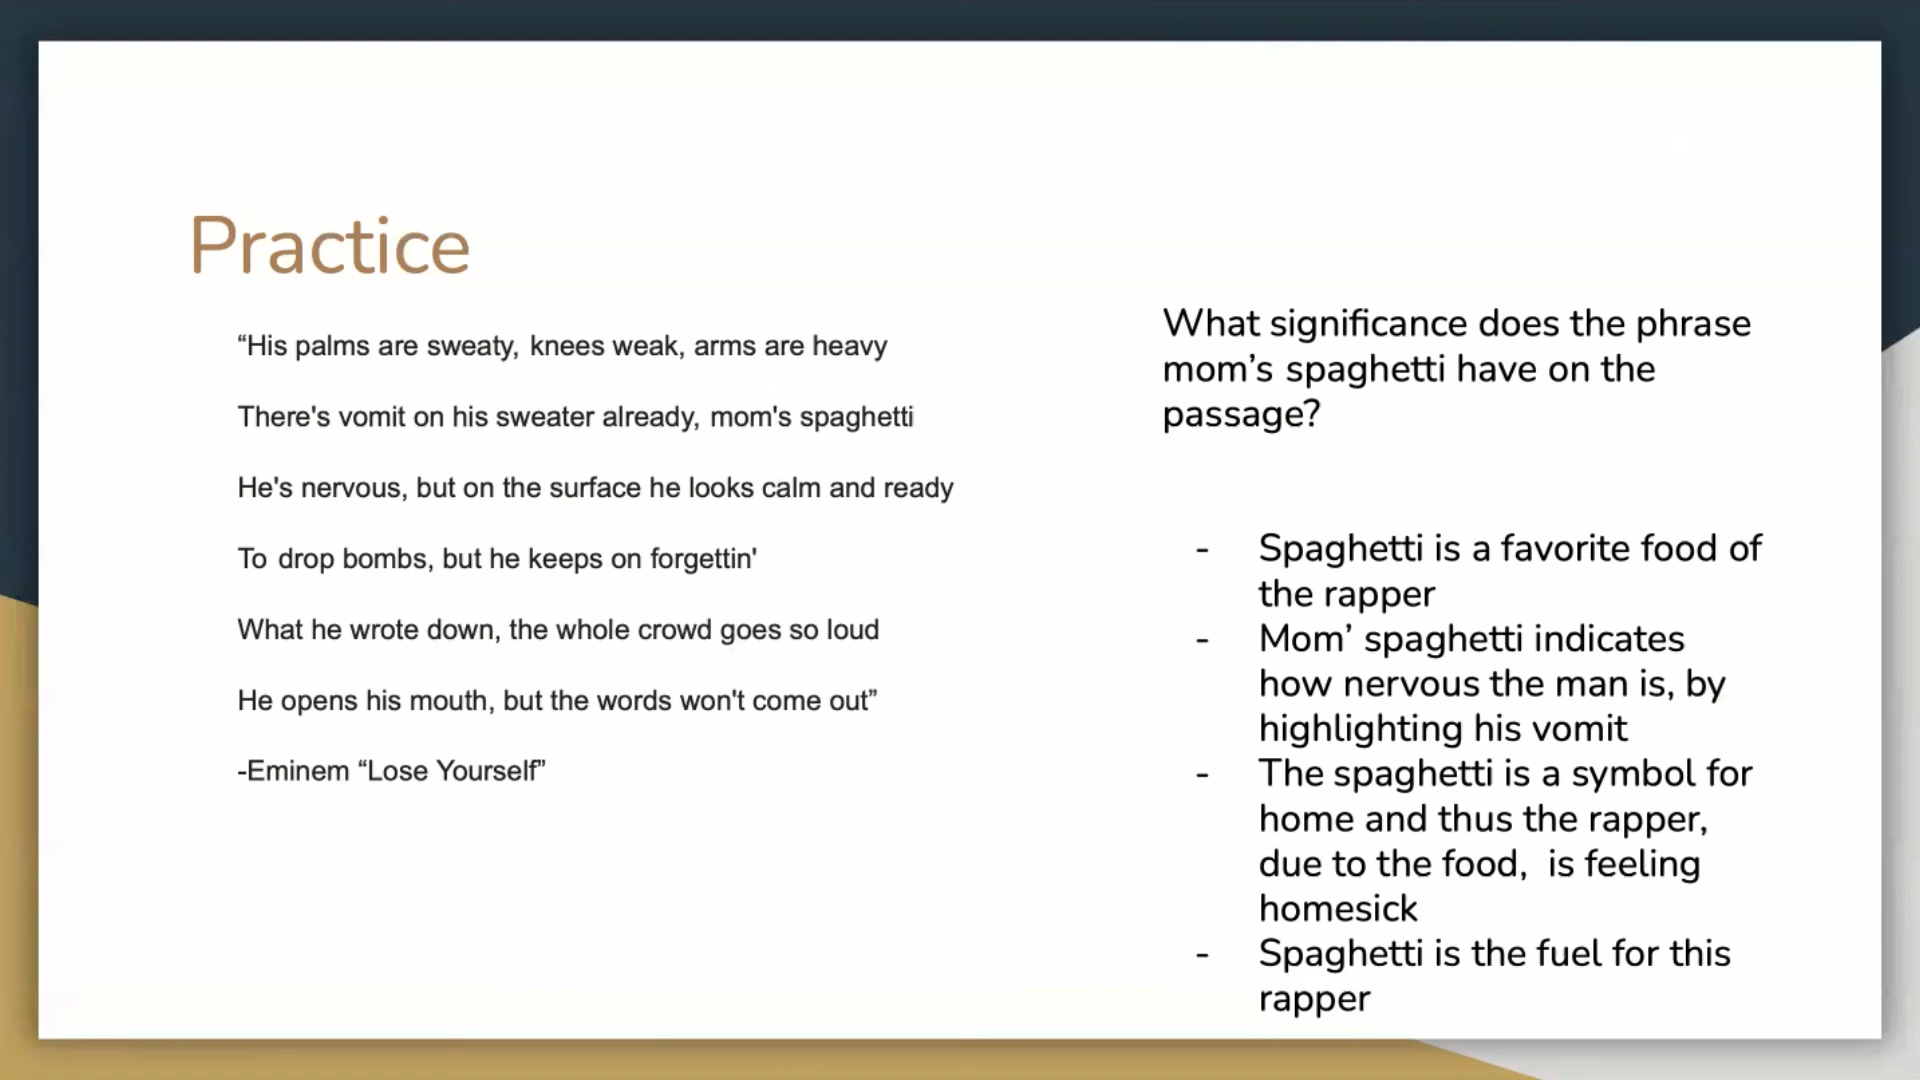 Practice
“His palms are sweaty, knees weak, arms are heavy
There's vomit on his sweater already, mom's spaghetti
He's nervous, but on the surface he looks calm and ready
To drop bombs, but he keeps on forgettin'
What he wrote down, the whole crowd goes so loud
He opens his mouth, but the words won't come out”
-Eminem “Lose Yourself”
What significance does the phrase
mom’s spaghetti have on the
passage?
- Spaghetti is a favorite food of
the rapper
- Mom’ spaghetti indicates
how nervous the man is, by
highlighting his vomit
- The spaghetti is a symbol for
home and thus the rapper,
due to the food, is feeling
homesick
- Spaghetti is the fuel for this
rapper